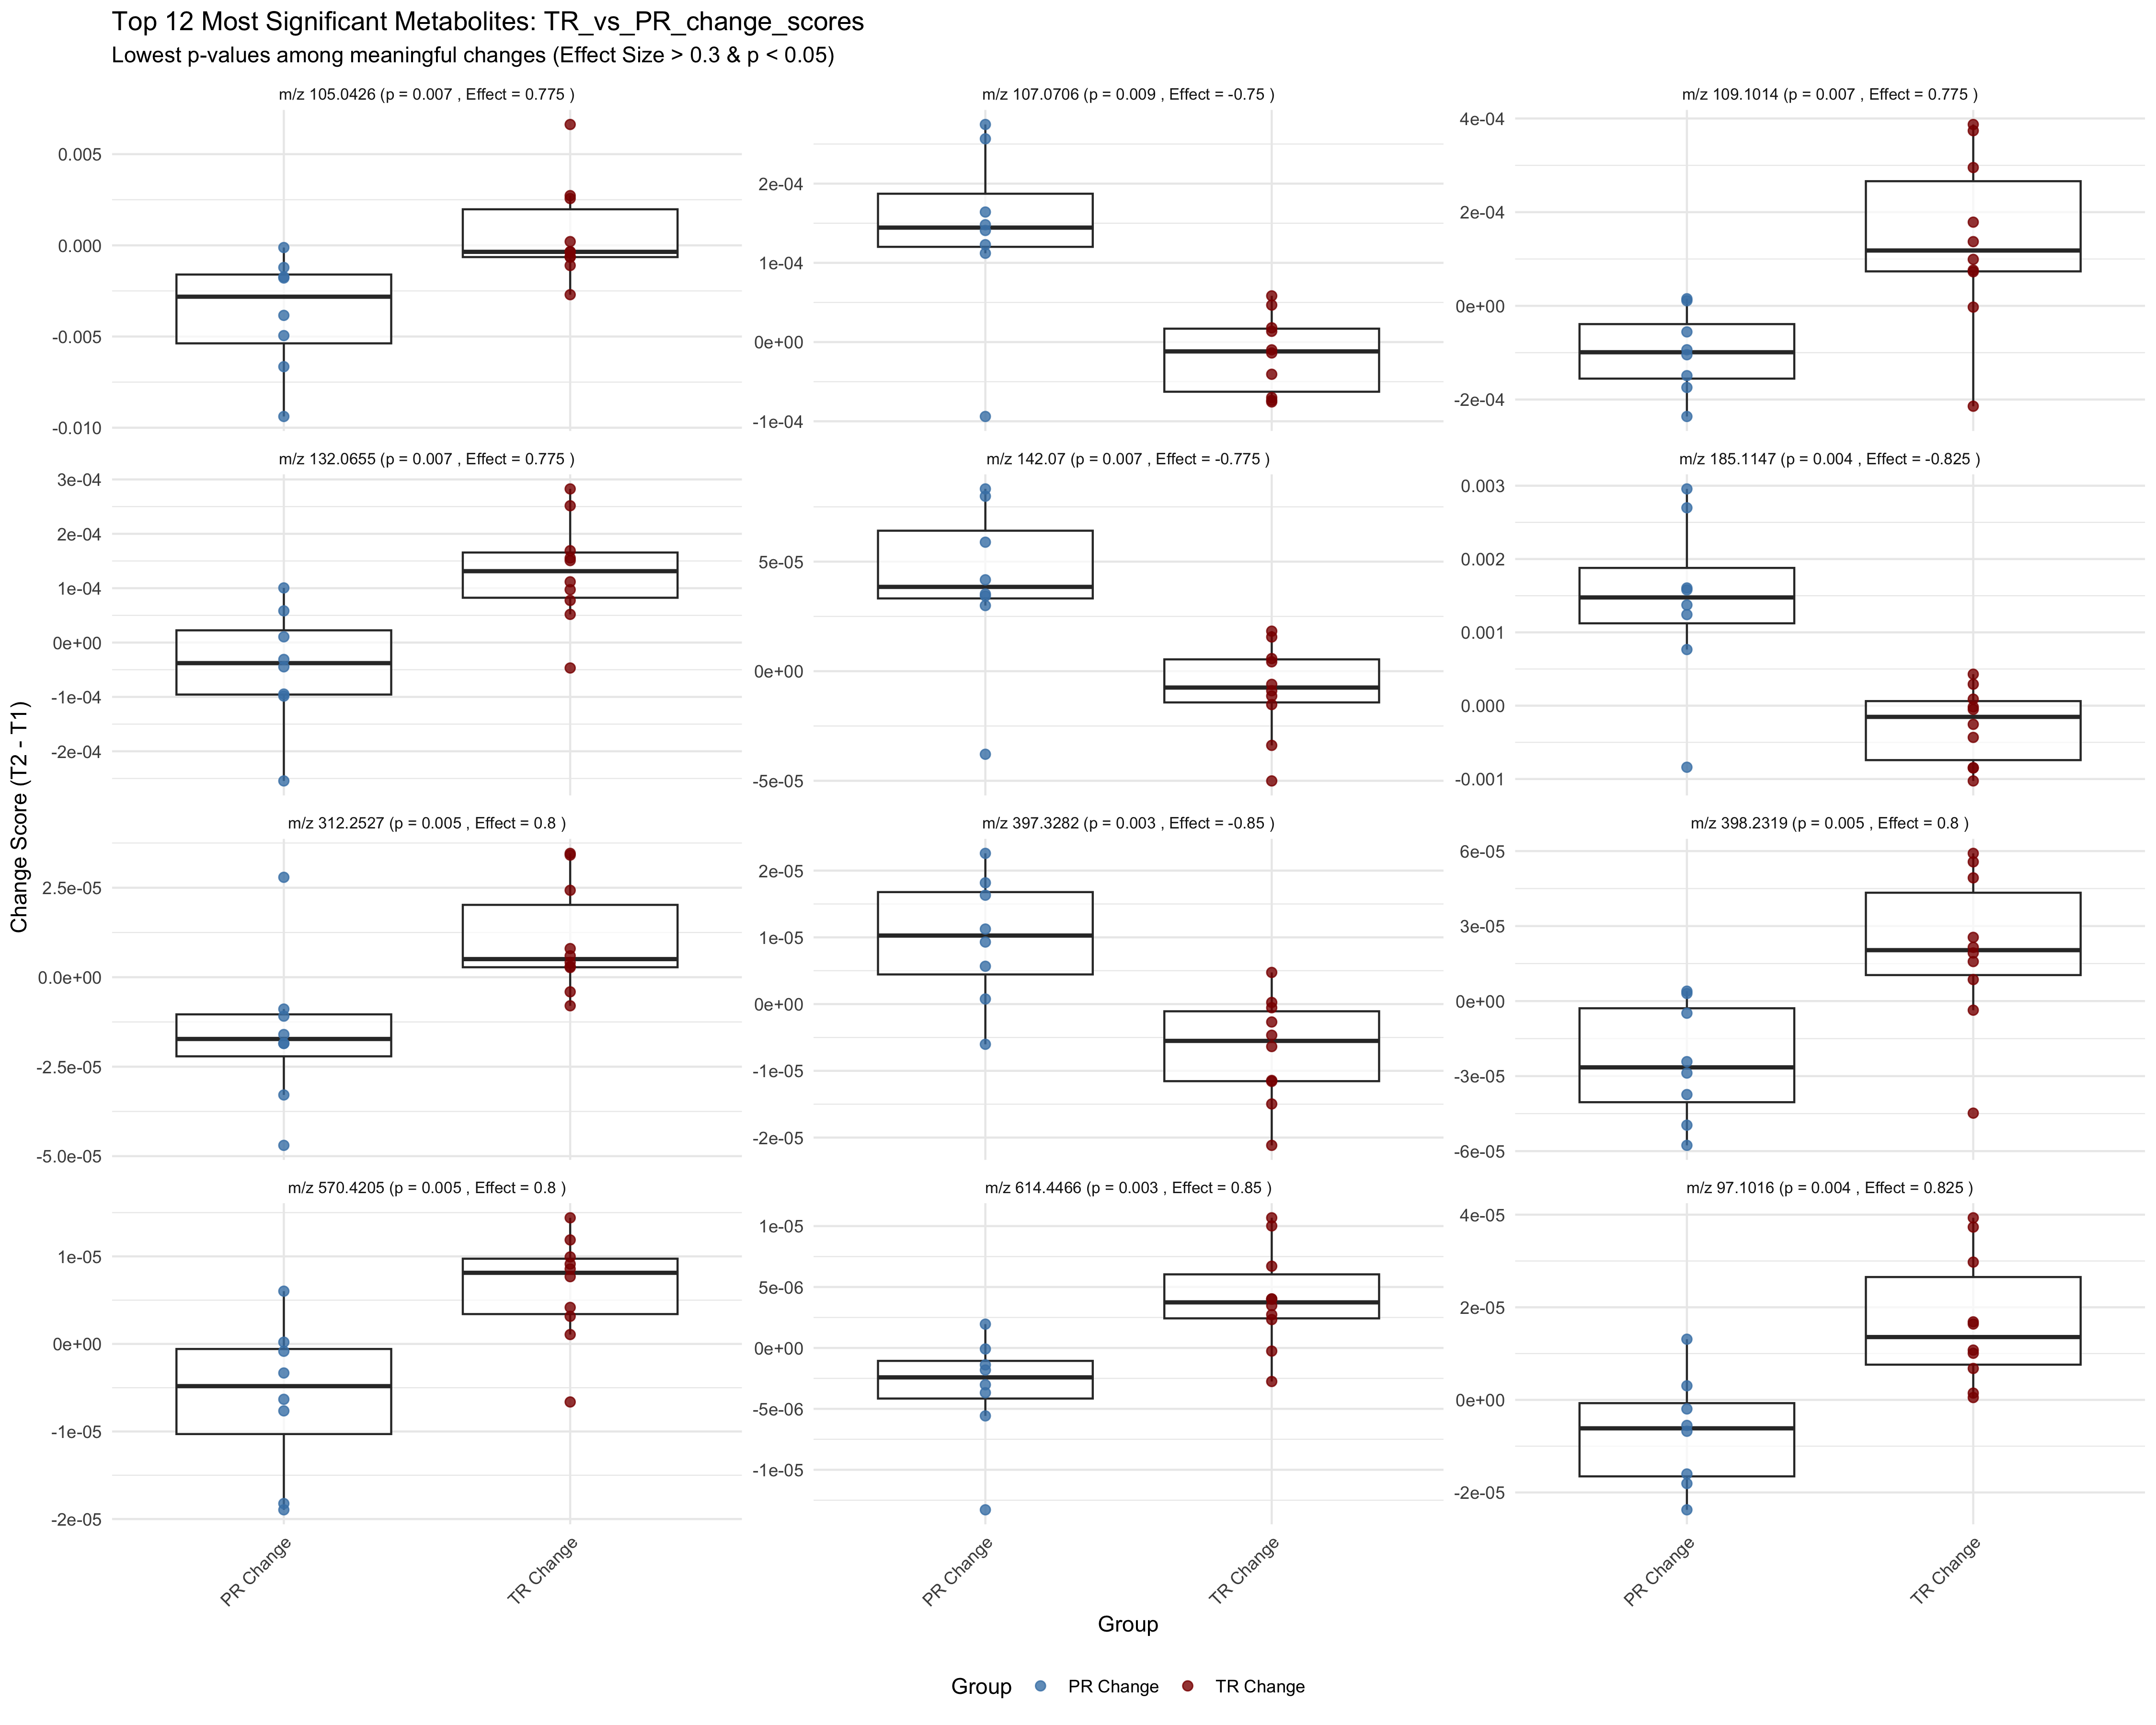 Top 12 Most Significant Metabolites: TR_vs_PR_change_scores
Lowest p-values among meaningful changes (Effect Size > 0.3 & p < 0.05)
Change Score (T2 - T1)
m/z 105.0426 (p = 0.007 , Effect = 0.775 )
0.005
0.000
-0.005
-0.010
m/z 107.0706 (p = 0.009 , Effect = -0.75 )
2e-04
1e-04
0e+00
-1e-04
m/z 109.1014 (p = 0.007 , Effect = 0.775 )
4e-04
2e-04
0e+00
-2e-04
m/z 132.0655 (p = 0.007 , Effect = 0.775 )
3e-04
2e-04
1e-04
0e+00
-1e-04
-2e-04
m/z 142.07 (p = 0.007 , Effect = -0.775 )
5e-05
0e+00
-5e-05
m/z 185.1147 (p = 0.004 , Effect = -0.825 )
0.003
0.002
0.001
0.000
-0.001
m/z 312.2527 (p = 0.005 , Effect = 0.8 )
2.5e-05
0.0e+00
-2.5e-05
-5.0e-05
m/z 397.3282 (p = 0.003 , Effect = -0.85 )
2e-05
1e-05
0e+00
-1e-05
-2e-05
m/z 398.2319 (p = 0.005 , Effect = 0.8 )
6e-05
3e-05
0e+00
-3e-05
-6e-05
m/z 570.4205 (p = 0.005 , Effect = 0.8 )
1e-05
0e+00
-1e-05
-2e-05
m/z 614.4466 (p = 0.003 , Effect = 0.85 )
1e-05
5e-06
0e+00
-5e-06
-1e-05
m/z 97.1016 (p = 0.004 , Effect = 0.825 )
4e-05
2e-05
0e+00
-2e-05
PR Change
TR Change
PR Change
TR Change
PR Change
TR Change
Group
Group
PR Change
TR Change